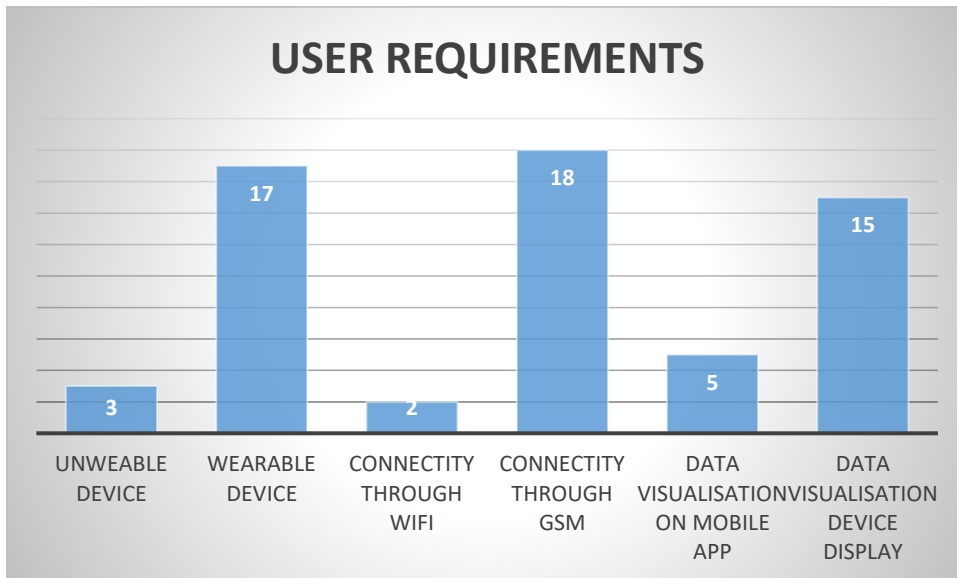 USER REQUIREMENTS
3
17
2
18
5
15
UNWEABLE
DEVICE
WEARABLE
DEVICE
CONNECTITY
THROUGH
WIFI
CONNECTITY
THROUGH
GSM
DATA
VISUALISATION
ON MOBILE
APP
DATA
VISUALISATION
DEVICE
DISPLAY